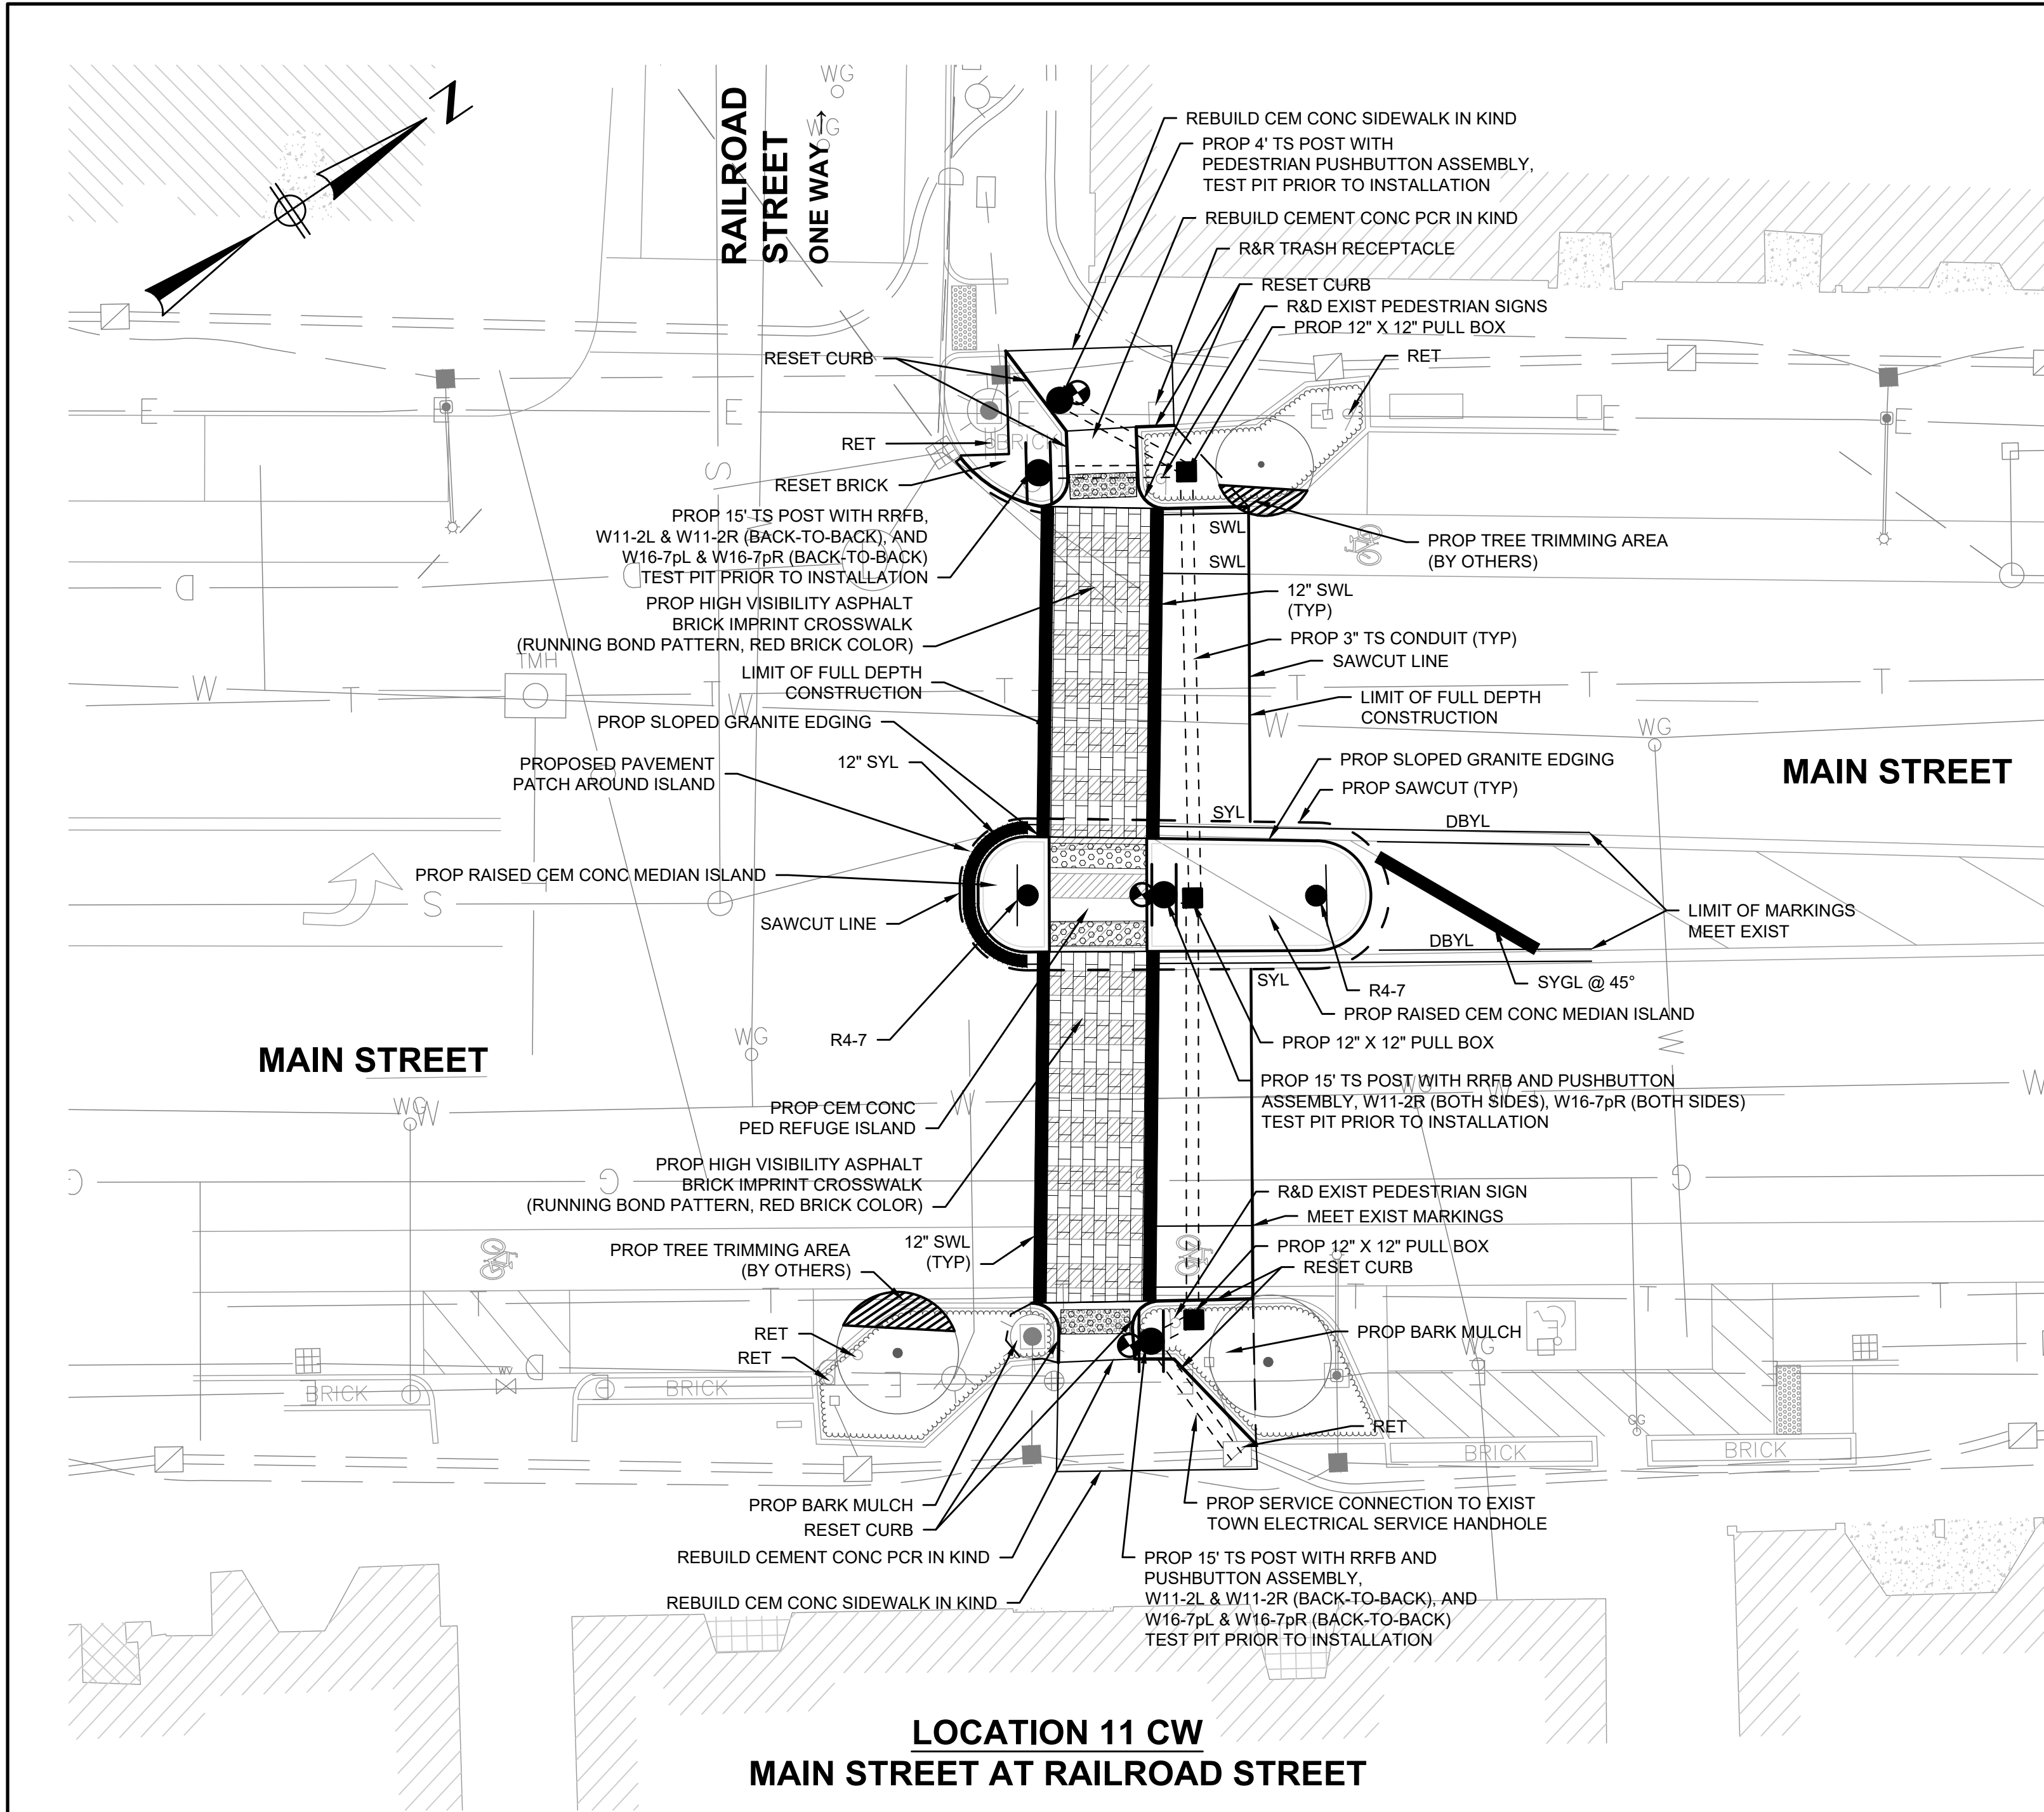 N
WG
WG
RAILROAD
STREET
ONE WAY →
REBUILD CEM CONC SIDEWALK IN KIND
PROP 4' TS POST WITH
PEDESTRIAN PUSHBUTTON ASSEMBLY,
TEST PIT PRIOR TO INSTALLATION
REBUILD CEMENT CONC PCR IN KIND
R&R TRASH RECEPTACLE
RESET CURB
R&D EXIST PEDESTRIAN SIGNS
PROP 12" X 12" PULL BOX
RET
RESET CURB
E
E
E
E
E
E
RET
BRICK
RESET BRICK
S
PROP 15' TS POST WITH RRFB,
W11-2L & W11-2R (BACK-TO-BACK), AND
W16-7pL & W16-7pR (BACK-TO-BACK)
TEST PIT PRIOR TO INSTALLATION
D
D
SWL
SWL
PROP TREE TRIMMING AREA
(BY OTHERS)
12" SWL
(TYP)
PROP HIGH VISIBILITY ASPHALT
BRICK IMPRINT CROSSWALK
(RUNNING BOND PATTERN, RED BRICK COLOR)
PROP 3" TS CONDUIT (TYP)
SAWCUT LINE
TMH
W
T
T
W
T
T
T
T
W
LIMIT OF FULL DEPTH
CONSTRUCTION
LIMIT OF FULL DEPTH
CONSTRUCTION
WG
PROP SLOPED GRANITE EDGING
12" SYL
PROPOSED PAVEMENT
PATCH AROUND ISLAND
PROP SLOPED GRANITE EDGING
PROP SAWCUT (TYP)
MAIN STREET
SYL
DBYL
PROP RAISED CEM CONC MEDIAN ISLAND
S
SAWCUT LINE
LIMIT OF MARKINGS
MEET EXIST
DBYL
SYL
SYGL @ 45°
R4-7
PROP RAISED CEM CONC MEDIAN ISLAND
PROP 12" X 12" PULL BOX
R4-7
WG
W
MAIN STREET
WG
W
W
WG
W
W
PROP 15' TS POST WITH RRFB AND PUSHBUTTON
ASSEMBLY, W11-2R (BOTH SIDES), W16-7pR (BOTH SIDES)
TEST PIT PRIOR TO INSTALLATION
PROP CEM CONC
PED REFUGE ISLAND
PROP HIGH VISIBILITY ASPHALT
BRICK IMPRINT CROSSWALK
(RUNNING BOND PATTERN, RED BRICK COLOR)
G
G
G
R&D EXIST PEDESTRIAN SIGN
MEET EXIST MARKINGS
PROP 12" X 12" PULL BOX
RESET CURB
12" SWL
(TYP)
PROP TREE TRIMMING AREA
(BY OTHERS)
T
T
T
T
T
RET
RET
PROP BARK MULCH
WG
WV
D
BRICK
BRICK
E
RET
GG
BRICK
BRICK
PROP BARK MULCH
RESET CURB
REBUILD CEMENT CONC PCR IN KIND
REBUILD CEM CONC SIDEWALK IN KIND
PROP SERVICE CONNECTION TO EXIST
TOWN ELECTRICAL SERVICE HANDHOLE
PROP 15' TS POST WITH RRFB AND
PUSHBUTTON ASSEMBLY,
W11-2L & W11-2R (BACK-TO-BACK), AND
W16-7pL & W16-7pR (BACK-TO-BACK)
TEST PIT PRIOR TO INSTALLATION
LOCATION 11 CW
MAIN STREET AT RAILROAD STREET